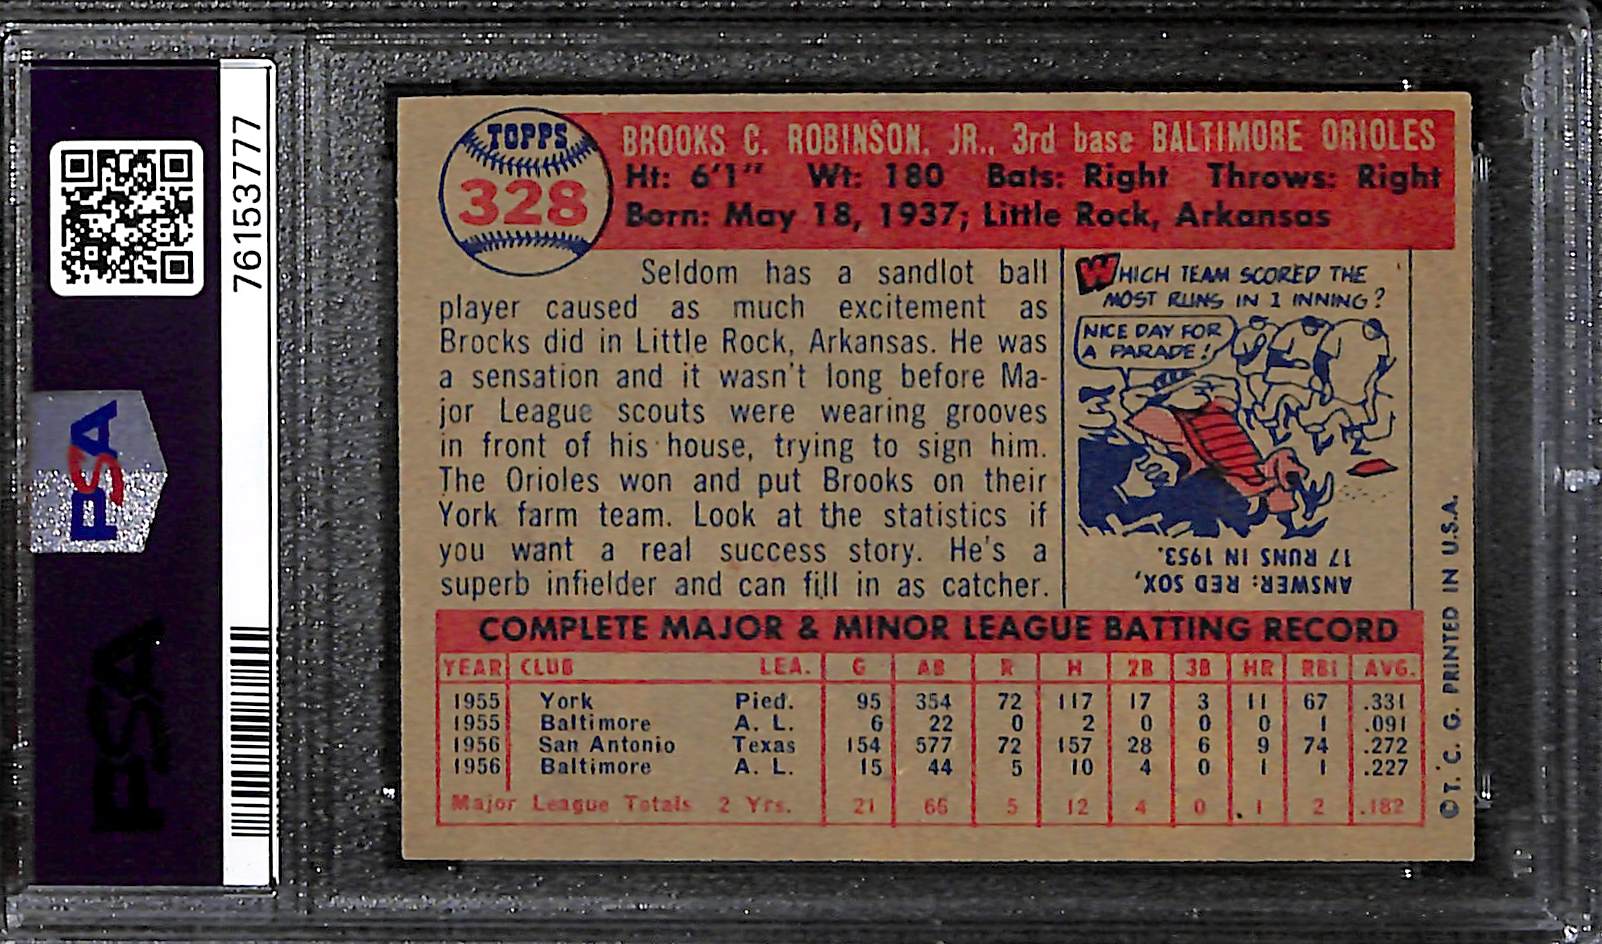 PSA
76153777
PSA
TOPPS
328
BROOKS C. ROBINSON, JR., 3rd base BALTIMORE ORIOLES
Ht: 6'1" Wt: 180 Bats: Right Throws: Right
Born: May 18, 1937; Little Rock, Arkansas
Seldom has a sandlot ball
player caused as much excitement as
Brocks did in Little Rock, Arkansas. He was
a sensation and it wasn't long before Ma-
jor League scouts were wearing grooves
in front of his house, trying to sign him.
The Orioles won and put Brooks on their
York farm team. Look at the statistics if
you want a real success story. He's a
superb infielder and can fill in as catcher.
WHICH TEAM SCORED THE
MOST RUNS IN 1 INNING?
NICE DAY FOR
A PARADE!
ANSWER: RED SOX,
17 RUNS IN 1953.
COMPLETE MAJOR & MINOR LEAGUE BATTING RECORD
YEAR CLUB LEA. G AB R H 2B 3B HR RBI AVG.
1955 York Pied. 95 354 72 117 17 3 11 67 .331
1955 Baltimore A. L. 6 22 0 2 0 0 0 1 .091
1956 San Antonio Texas 154 577 72 157 28 6 9 74 .272
1956 Baltimore A. L. 15 44 5 10 4 0 1 1 .227
Major League Totals 2 Yrs. 21 66 5 12 4 0 1 2 .182
© T. C. G. PRINTED IN U.S.A.